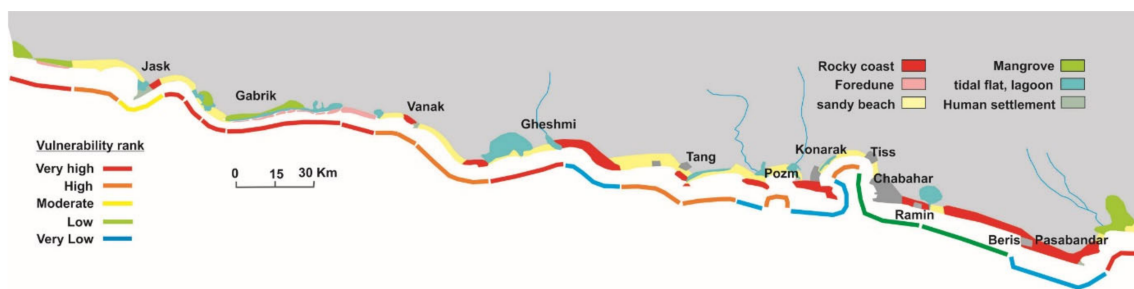 Jask
Gabrik
Vanak
Gheshmi
Tang
Pozm
Konarak
Tiss
Chabahar
Ramin
Beris
Pasabandar
Rocky coast
Foredune
sandy beach
Mangrove
tidal flat, lagoon
Human settlement
Vulnerability rank
Very high
High
Moderate
Low
Very Low
0 15 30 Km